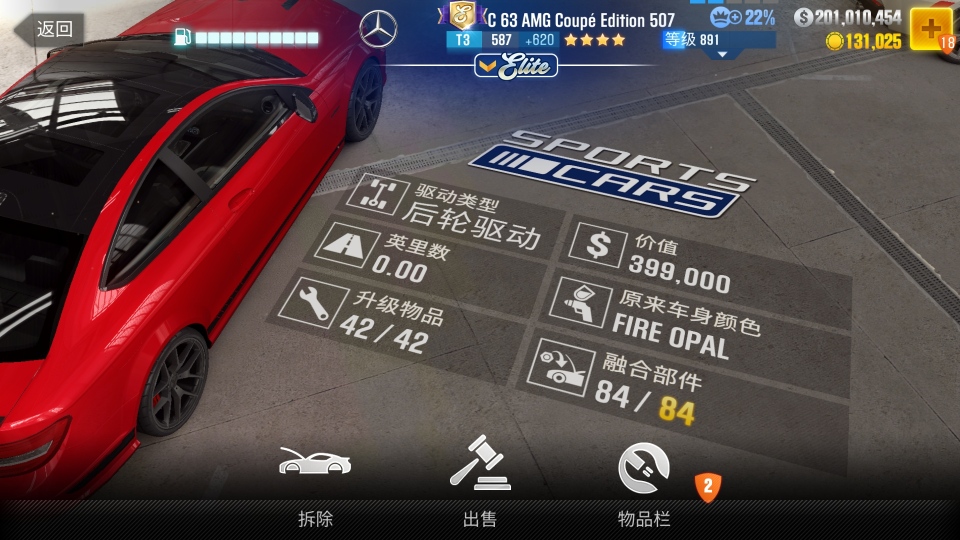 返回
C 63 AMG Coupé Edition 507
T3 587 +620
Elite
22%
等级 891
201,010,454
131,025
18
SPORTS
CARS
驱动类型
后轮驱动
英里数
0.00
升级物品
42 / 42
价值
399,000
原来车身颜色
FIRE OPAL
融合部件
84 / 84
拆除
出售
物品栏
2